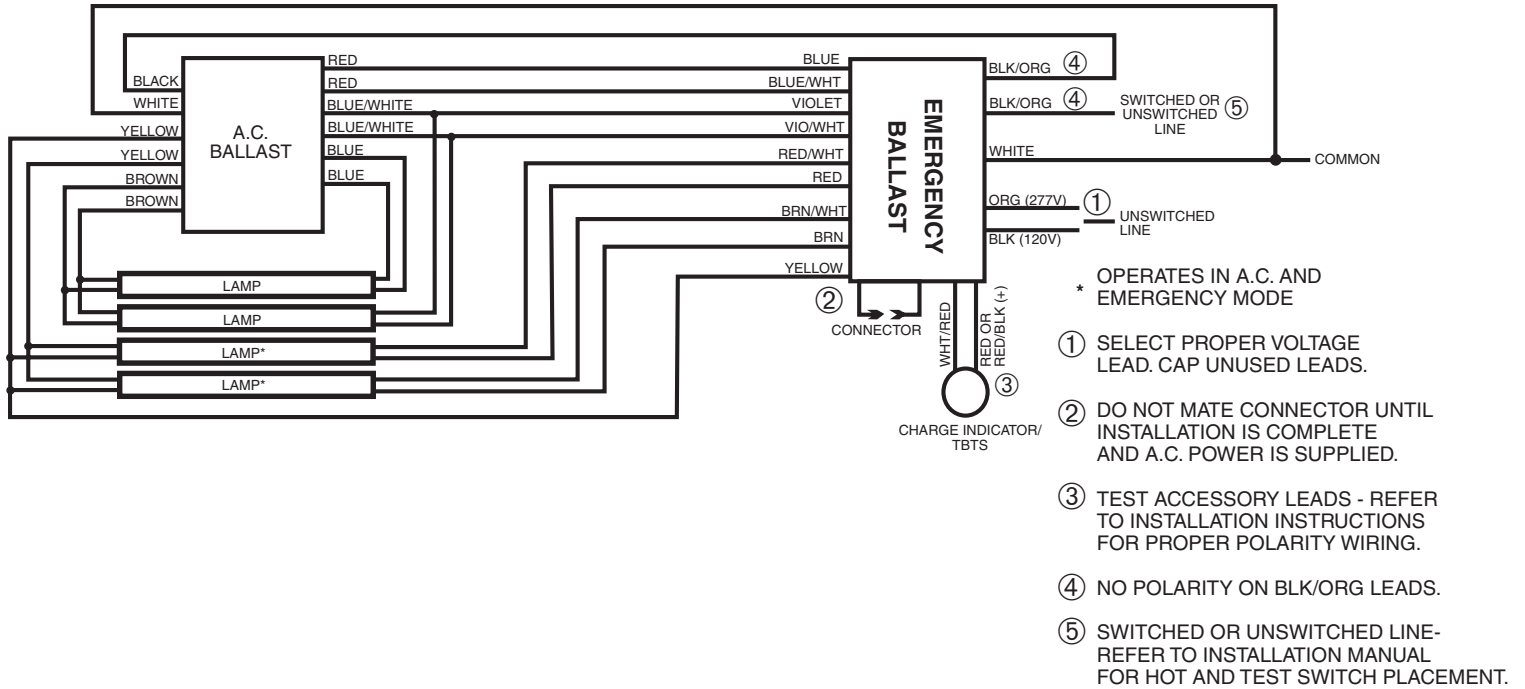 BLACK
WHITE
YELLOW
YELLOW
BROWN
BROWN
A.C.
BALLAST
RED
RED
BLUE/WHITE
BLUE/WHITE
BLUE
BLUE
LAMP
LAMP
LAMP*
LAMP*
BLUE
BLUE/WHT
VIOLET
VIO/WHT
RED/WHT
RED
BRN/WHT
BRN
YELLOW
EMERGENCY
BALLAST
BLK/ORG ④
BLK/ORG ④
SWITCHED OR
UNSWITCHED ⑤
LINE
WHITE
COMMON
ORG (277V) ①
BLK (120V)
UNSWITCHED
LINE
②
CONNECTOR
WHT/RED
RED OR
RED/BLK (+)
③
CHARGE INDICATOR/
TBTS
* OPERATES IN A.C. AND
EMERGENCY MODE
① SELECT PROPER VOLTAGE
LEAD. CAP UNUSED LEADS.
② DO NOT MATE CONNECTOR UNTIL
INSTALLATION IS COMPLETE
AND A.C. POWER IS SUPPLIED.
③ TEST ACCESSORY LEADS - REFER
TO INSTALLATION INSTRUCTIONS
FOR PROPER POLARITY WIRING.
④ NO POLARITY ON BLK/ORG LEADS.
⑤ SWITCHED OR UNSWITCHED LINE-
REFER TO INSTALLATION MANUAL
FOR HOT AND TEST SWITCH PLACEMENT.